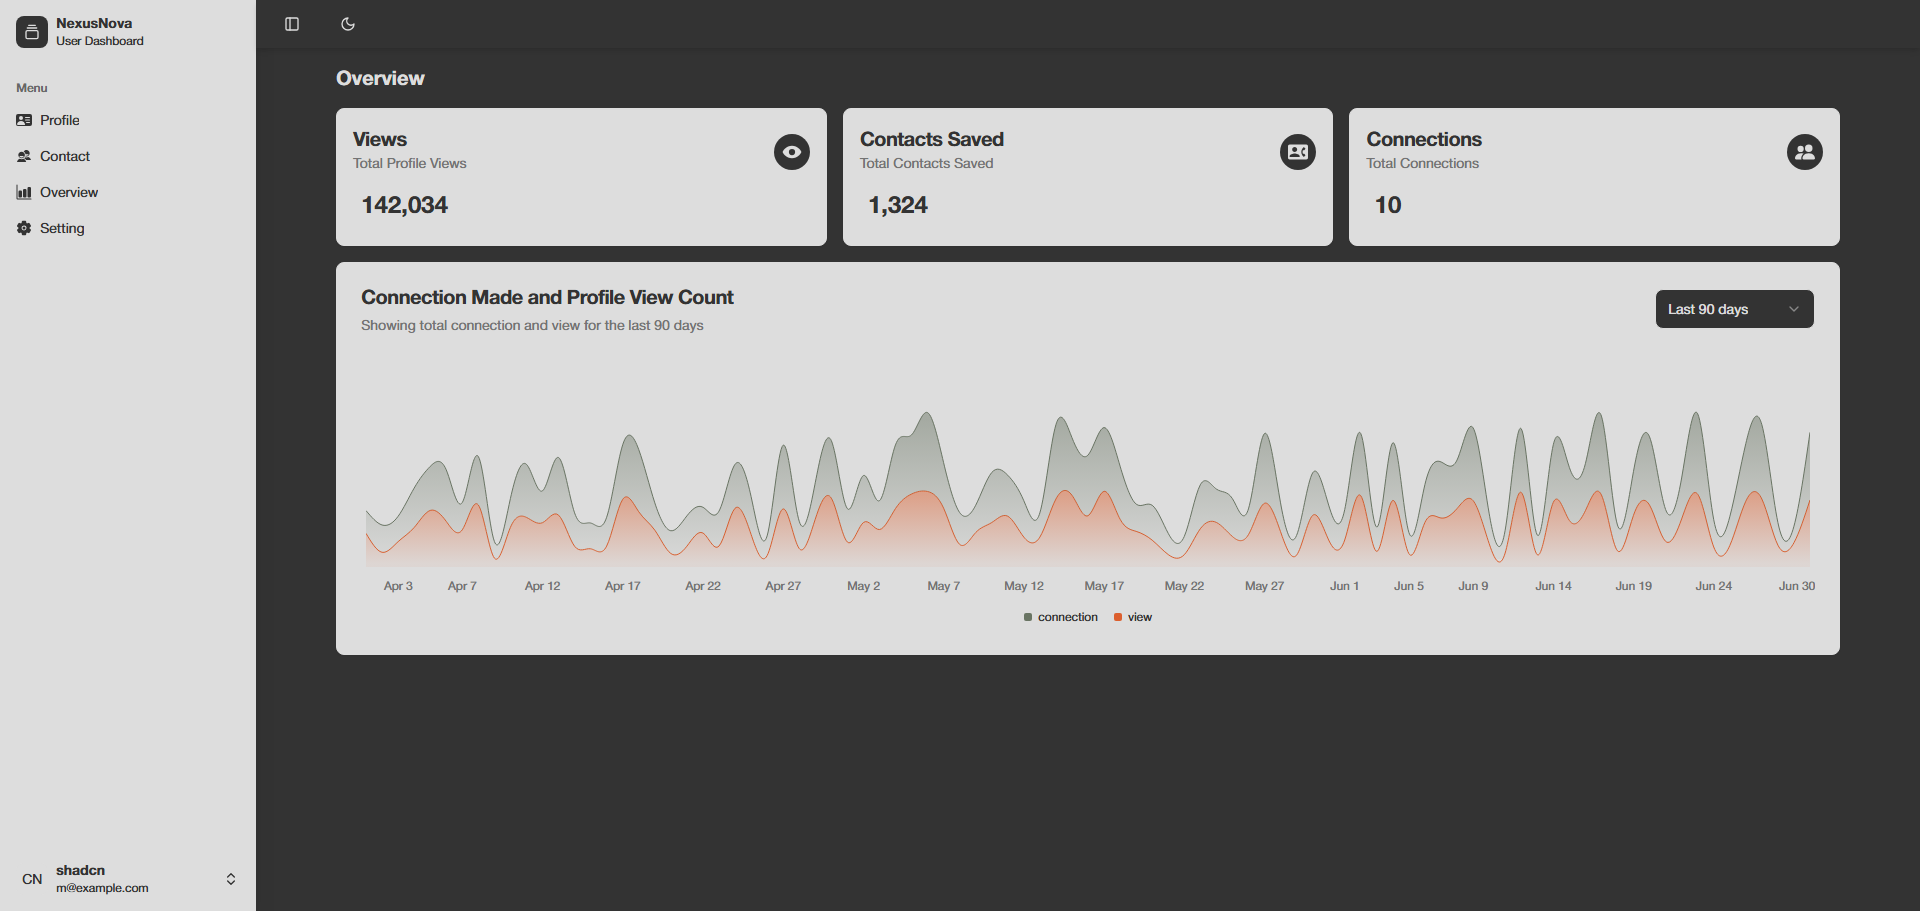 NexusNova
User Dashboard
Menu
Profile
Contact
Overview
Setting
CN
shadcn
m@example.com
Overview
Views
Total Profile Views
142,034
Contacts Saved
Total Contacts Saved
1,324
Connections
Total Connections
10
Connection Made and Profile View Count
Showing total connection and view for the last 90 days
Last 90 days
Apr 3 Apr 7 Apr 12 Apr 17 Apr 22 Apr 27 May 2 May 7 May 12 May 17 May 22 May 27 Jun 1 Jun 5 Jun 9 Jun 14 Jun 19 Jun 24 Jun 30
connection view